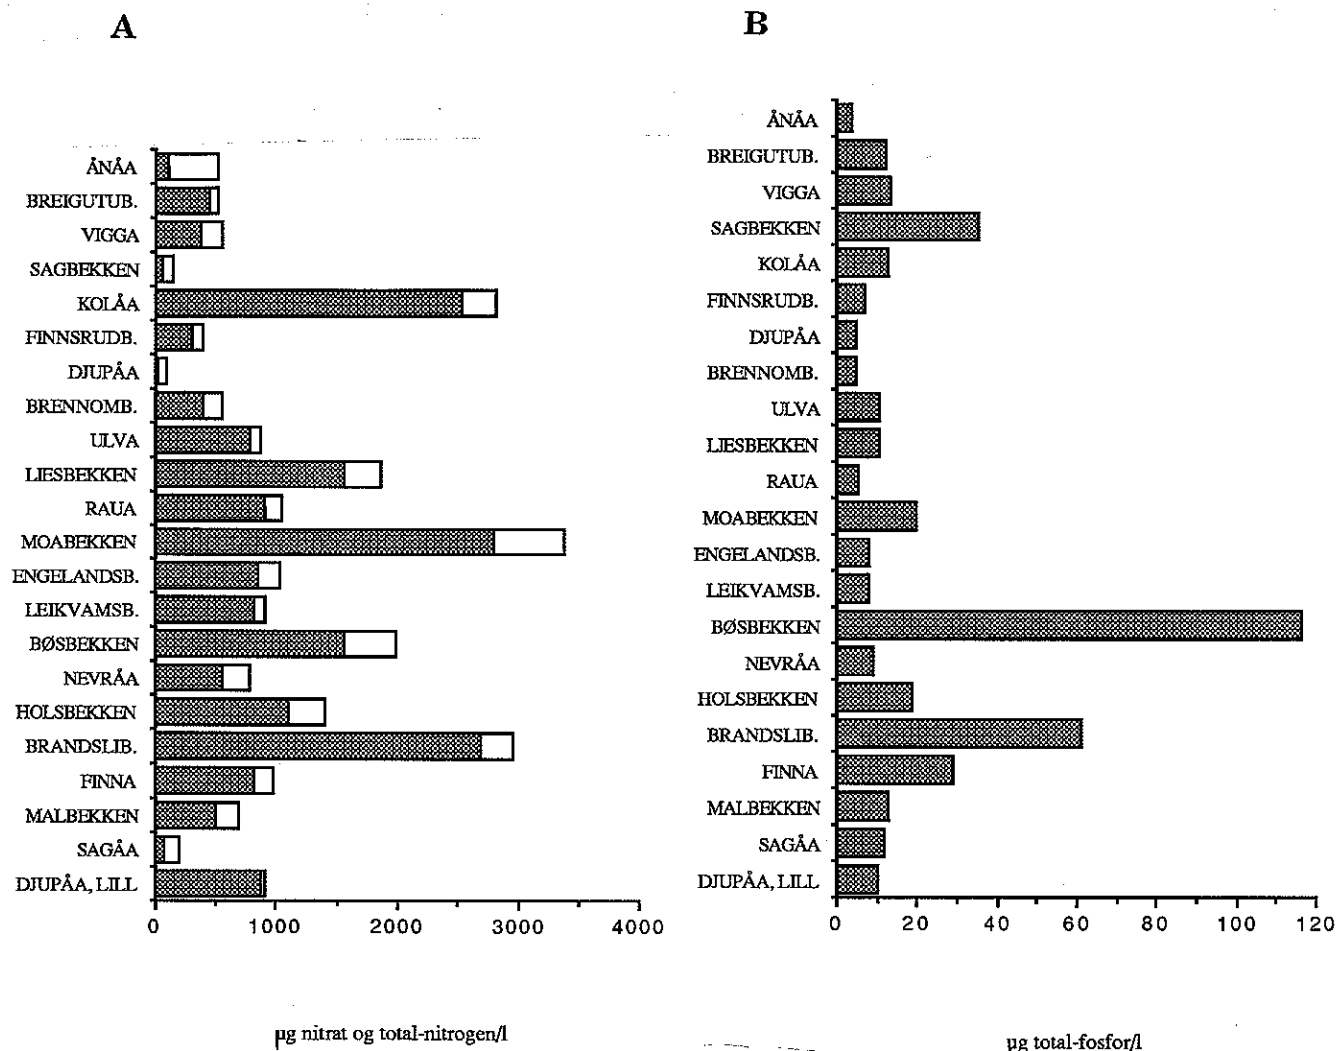 A
ÅNÅA
BREIGUTUB.
VIGGA
SAGBEKKEN
KOLÅA
FINNSRUDB.
DJUPÅA
BRENNOMB.
ULVA
LIESBEKKEN
RAUA
MOABEKKEN
ENGELANDSB.
LEIKVAMSB.
BØSBEKKEN
NEVRÅA
HOLSBEKKEN
BRANDSLIB.
FINNA
MALBEKKEN
SAGÅA
DJUPÅA, LILL
0 1000 2000 3000 4000
µg nitrat og total-nitrogen/l
B
ÅNÅA
BREIGUTUB.
VIGGA
SAGBEKKEN
KOLÅA
FINNSRUDB.
DJUPÅA
BRENNOMB.
ULVA
LIESBEKKEN
RAUA
MOABEKKEN
ENGELANDSB.
LEIKVAMSB.
BØSBEKKEN
NEVRÅA
HOLSBEKKEN
BRANDSLIB.
FINNA
MALBEKKEN
SAGÅA
DJUPÅA, LILL
0 20 40 60 80 100 120
µg total-fosfor/l